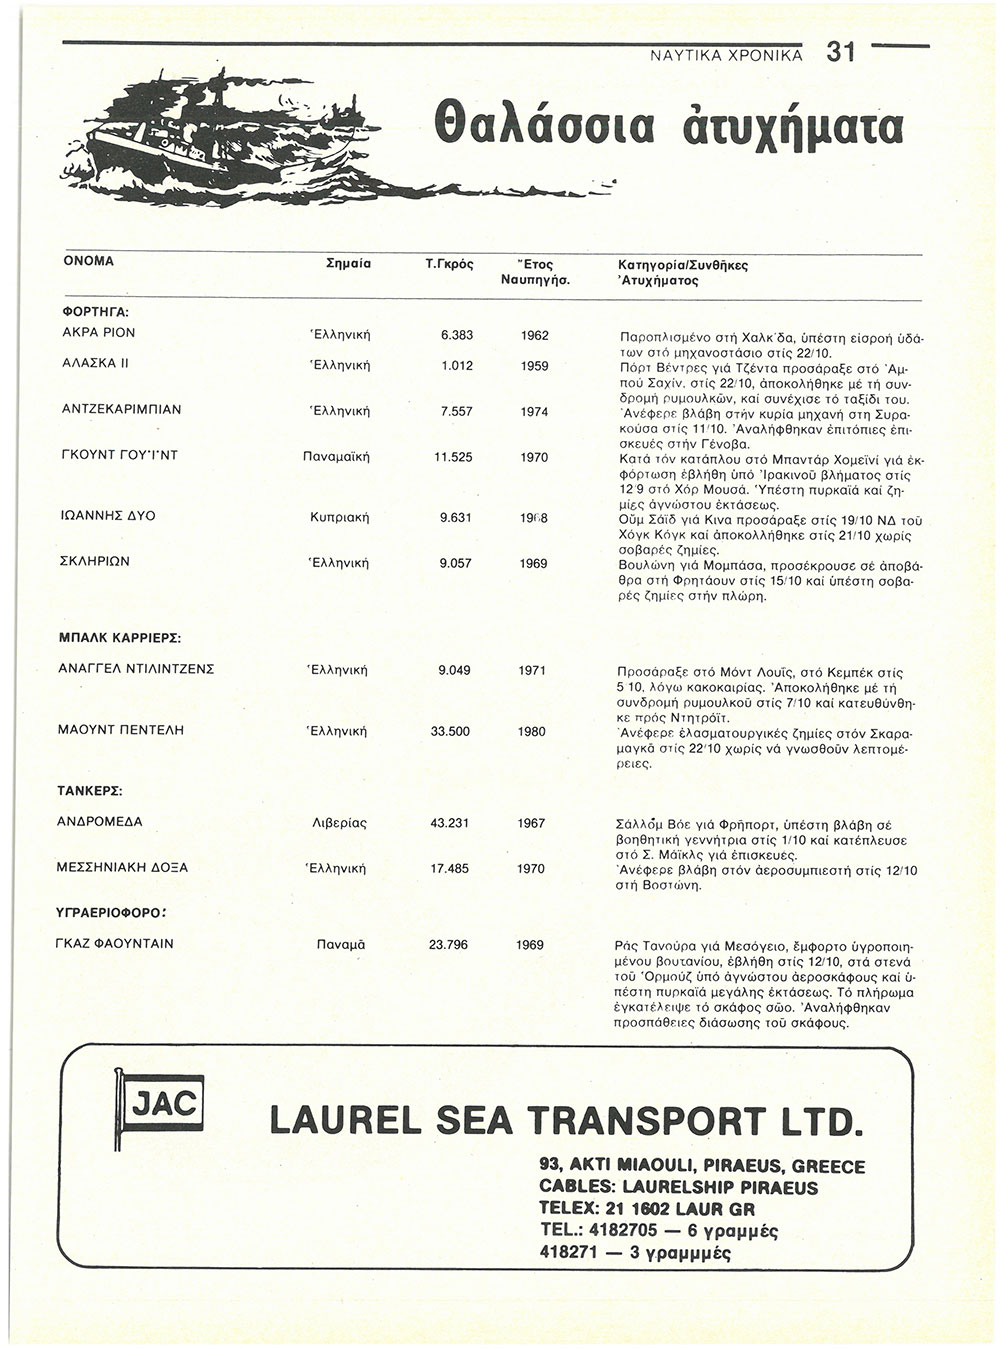 ΝΑΥΤΙΚΑ ΧΡΟΝΙΚΑ 31
Θαλάσσια ἀτυχήματα
ΟΝΟΜΑ Σημαία Τ.Γκρός Ἔτος Ναυπηγήσ. Κατηγορία/Συνθῆκες Ἀτυχήματος
ΦΟΡΤΗΓΑ:
ΑΚΡΑ ΡΙΟΝ Ἑλληνική 6.383 1962 Παροπλισμένο στή Χαλκ΄δα, ὑπέστη εἰσροή ὑδά-
των στό μηχανοστάσιο στίς 22/10.
ΑΛΑΣΚΑ ΙΙ Ἑλληνική 1.012 1959 Πόρτ Βέντρες γιά Τζέντα προσάραξε στό Ἀμ-
πού Σαχίν. στίς 22/10, ἀποκολήθηκε μέ τή συν-
δρομή ρυμουλκῶν, καί συνέχισε τό ταξίδι του.
ΑΝΤΖΕΚΑΡΙΜΠΙΑΝ Ἑλληνική 7.557 1974 Ἀνέφερε βλάβη στήν κυρία μηχανή στη Συρα-
κούσα στίς 11/10. Ἀναλήφθηκαν ἐπιτόπιες ἐπι-
σκευές στήν Γένοβα.
ΓΚΟΥΝΤ ΓΟΥ·Ι·ΝΤ Παναμαϊκή 11.525 1970 Κατά τόν κατάπλου στό Μπαντάρ Χομεϊνί γιά ἐκ-
φόρτωση ἐβλήθη ὑπό Ἰρακινοῦ βλήματος στίς
12 9 στό Χόρ Μουσά. Ὑπέστη πυρκαϊά καί ζη-
μίες ἀγνώστου ἐκτάσεως.
ΙΩΑΝΝΗΣ ΔΥΟ Κυπριακή 9.631 1968 Οὔμ Σάϊδ γιά Κινα προσάραξε στίς 19/10 ΝΔ τοῦ
Χόγκ Κόγκ καί ἀποκολλήθηκε στίς 21/10 χωρίς
σοβαρές ζημίες.
ΣΚΛΗΡΙΩΝ Ἑλληνική 9.057 1969 Βουλώνη γιά Μομπάσα, προσέκρουσε σέ ἀποβά-
θρα στή Φρητάουν στίς 15/10 καί ὑπέστη σοβα-
ρές ζημίες στήν πλώρη.
ΜΠΑΛΚ ΚΑΡΡΙΕΡΣ:
ΑΝΑΓΓΕΛ ΝΤΙΛΙΝΤΖΕΝΣ Ἑλληνική 9.049 1971 Προσάραξε στό Μόντ Λουΐς, στό Κεμπέκ στίς
5 10, λόγω κακοκαιρίας. Ἀποκολήθηκε μέ τή
συνδρομή ρυμουλκοῦ στίς 7/10 καί κατευθύνθη-
κε πρός Ντητρόϊτ.
ΜΑΟΥΝΤ ΠΕΝΤΕΛΗ Ἑλληνική 33.500 1980 Ἀνέφερε ἐλασματουργικές ζημίες στόν Σκαρα-
μαγκᾶ στίς 22/10 χωρίς νά γνωσθοῦν λεπτομέ-
ρειες.
ΤΑΝΚΕΡΣ:
ΑΝΔΡΟΜΕΔΑ Λιβερίας 43.231 1967 Σάλλομ Βόε γιά Φρῆπορτ, ὑπέστη βλάβη σέ
βοηθητική γεννήτρια στίς 1/10 καί κατέπλευσε
στό Σ. Μάϊκλς γιά ἐπισκευές.
ΜΕΣΣΗΝΙΑΚΗ ΔΟΞΑ Ἑλληνική 17.485 1970 Ἀνέφερε βλάβη στόν ἀεροσυμπιεστή στίς 12/10
στή Βοστώνη.
ΥΓΡΑΕΡΙΟΦΟΡΟ:
ΓΚΑΖ ΦΑΟΥΝΤΑΙΝ Παναμᾶ 23.796 1969 Ράς Τανούρα γιά Μεσόγειο, ἔμφορτο ὑγροποιη-
μένου βουτανίου, ἐβλήθη στίς 12/10, στά στενά
τοῦ Ὁρμούζ ὑπό ἀγνώστου ἀεροσκάφους καί ὑ-
πέστη πυρκαϊά μεγάλης ἐκτάσεως. Τό πλήρωμα
ἐγκατέλειψε τό σκάφος σῶο. Ἀναλήφθηκαν
προσπάθειες διάσωσης τοῦ σκάφους.
JAC
LAUREL SEA TRANSPORT LTD.
93, AKTI MIAOULI, PIRAEUS, GREECE
CABLES: LAURELSHIP PIRAEUS
TELEX: 21 1602 LAUR GR
TEL.: 4182705 — 6 γραμμές
418271 — 3 γραμμμές